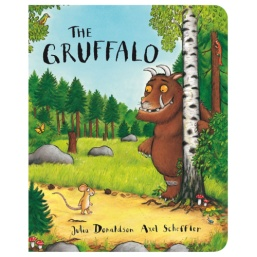 THE
GRUFFALO
Julia Donaldson Axel Scheffler